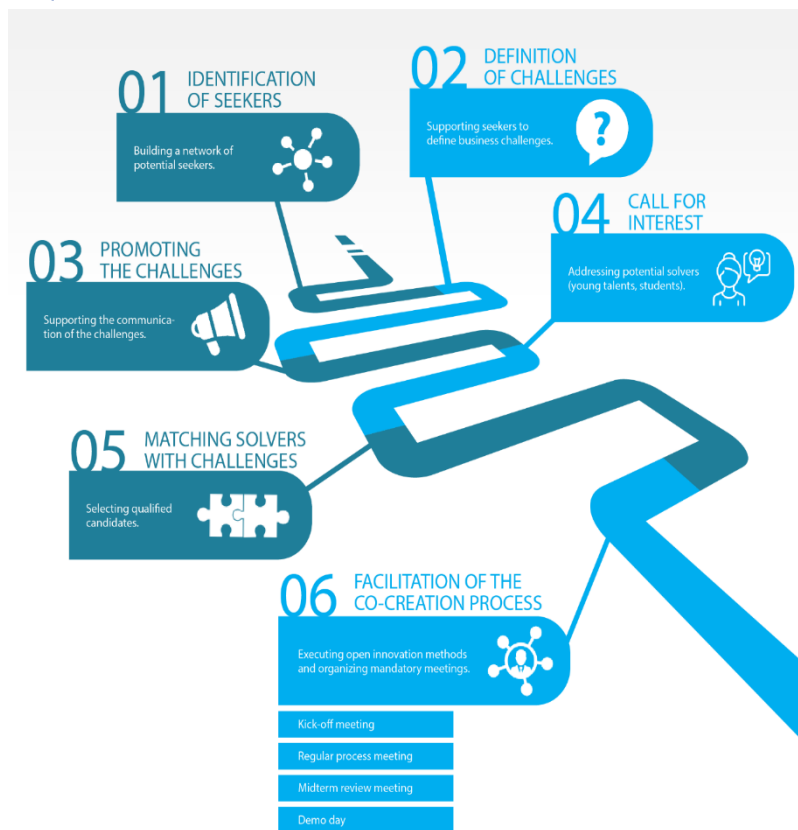 01
IDENTIFICATION
OF SEEKERS
Building a network of
potential seekers.
02
DEFINITION
OF CHALLENGES
Supporting seekers to
define business challenges.
?
03
PROMOTING
THE CHALLENGES
Supporting the communica-
tion of the challenges.
04
CALL FOR
INTEREST
Addressing potential solvers
(young talents, students).
05
MATCHING SOLVERS
WITH CHALLENGES
Selecting qualified
candidates.
06
FACILITATION OF THE
CO-CREATION PROCESS
Executing open innovation methods
and organizing mandatory meetings.
Kick-off meeting
Regular process meeting
Midterm review meeting
Demo day